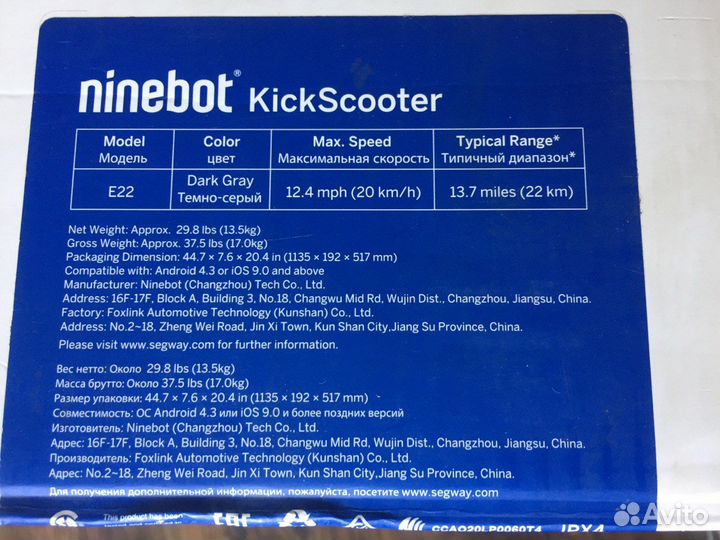 ninebot® KickScooter
Model Color Max. Speed Typical Range*
Модель цвет Максимальная скорость Типичный диапазон*
E22 Dark Gray Темно-серый 12.4 mph (20 km/h) 13.7 miles (22 km)
Net Weight: Approx. 29.8 lbs (13.5kg)
Gross Weight: Approx. 37.5 lbs (17.0kg)
Packaging Dimension: 44.7 × 7.6 × 20.4 in (1135 × 192 × 517 mm)
Compatible with: Android 4.3 or iOS 9.0 and above
Manufacturer: Ninebot (Changzhou) Tech Co., Ltd.
Address: 16F-17F, Block A, Building 3, No.18, Changwu Mid Rd, Wujin Dist., Changzhou, Jiangsu, China.
Factory: Foxlink Automotive Technology (Kunshan) Co., Ltd.
Address: No.2~18, Zheng Wei Road, Jin Xi Town, Kun Shan City,Jiang Su Province, China.
Please visit www.segway.com for further information.
Вес нетто: Около 29.8 lbs (13.5kg)
Масса брутто: Около 37.5 lbs (17.0kg)
Размер упаковки: 44.7 × 7.6 × 20.4 in (1135 × 192 × 517 mm)
Совместимость: ОС Android 4.3 или iOS 9.0 и более поздних версий
Изготовитель: Ninebot (Changzhou) Tech Co., Ltd.
Адрес: 16F-17F, Block A, Building 3, No.18, Changwu Mid Rd, Wujin Dist., Changzhou, Jiangsu, China.
Производитель: Foxlink Automotive Technology (Kunshan) Co., Ltd.
Адрес: No.2~18, Zheng Wei Road, Jin Xi Town, Kun Shan City,Jiang Su Province, China.
Для получения дополнительной информации, пожалуйста, посетите www.segway.com
This product has been
EAC CCAO20LP0060T4 IPX4
Avito